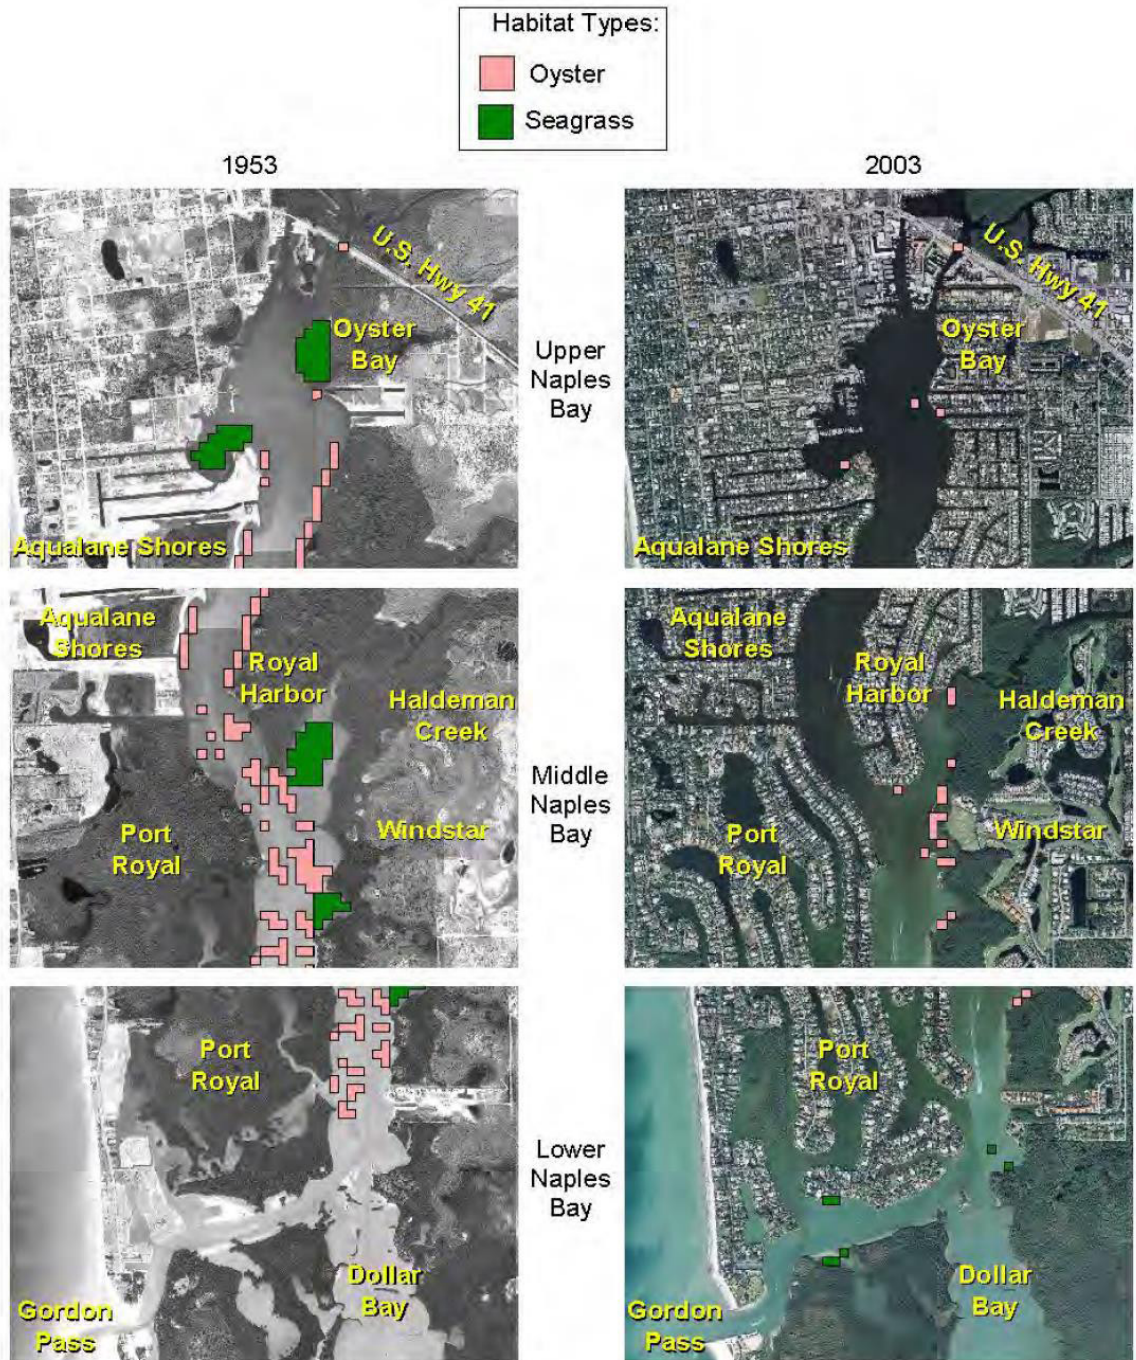 Habitat Types:
Oyster
Seagrass
1953
2003
U.S. Hwy 41
Oyster
Bay
Aqualane Shores
Upper
Naples
Bay
U.S. Hwy 41
Oyster
Bay
Aqualane Shores
Aqualane
Shores
Royal
Harbor
Haldeman
Creek
Port
Royal
Windstar
Middle
Naples
Bay
Aqualane
Shores
Royal
Harbor
Haldeman
Creek
Port
Royal
Windstar
Port
Royal
Dollar
Bay
Gordon
Pass
Lower
Naples
Bay
Port
Royal
Dollar
Bay
Gordon
Pass